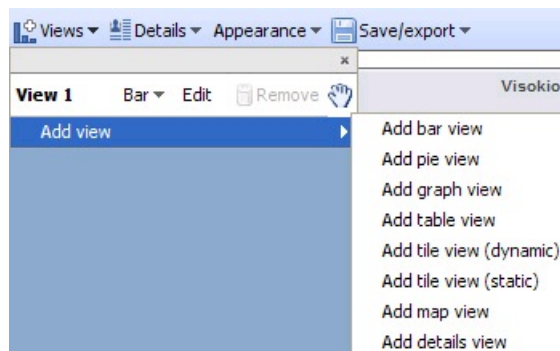 Views Details Appearance Save/export
x
View 1 Bar Edit Remove
Visokio
Add view
Add bar view
Add pie view
Add graph view
Add table view
Add tile view (dynamic)
Add tile view (static)
Add map view
Add details view